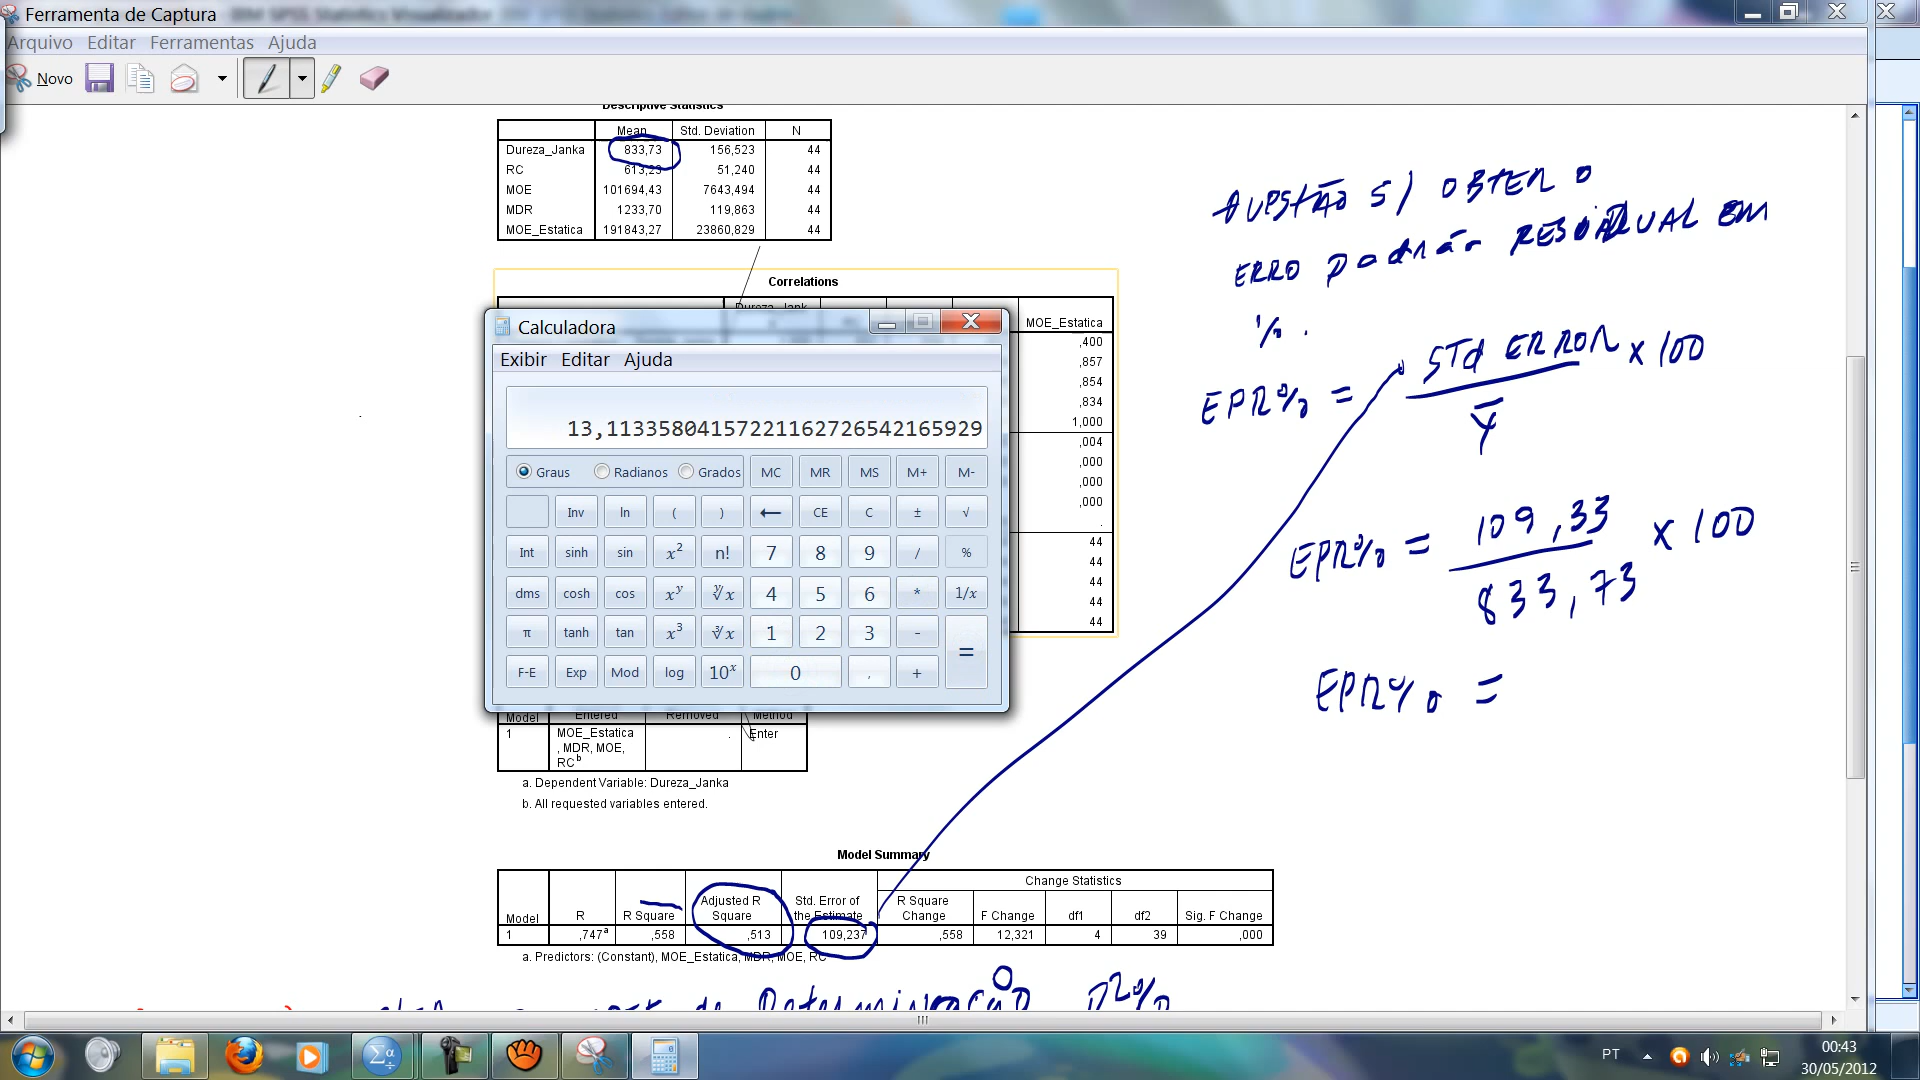 Ferramenta de Captura
Arquivo Editar Ferramentas Ajuda
Novo
Descriptive Statistics
Mean Std. Deviation N
Dureza_Janka 833,73 156,523 44
RC 613,23 51,240 44
MOE 101694,43 7643,494 44
MDR 1233,70 119,863 44
MOE_Estatica 191843,27 23860,829 44
Correlations
MOE_Estatica
,400
,857
,854
,834
1,000
,004
,000
,000
,000
.
44
44
44
44
44
Calculadora
Exibir Editar Ajuda
13,113358041572211627265421659​29
Graus Radianos Grados MC MR MS M+ M-
Inv ln ( ) ← CE C ± √
Int sinh sin x² n! 7 8 9 / %
dms cosh cos xʸ ʸ√x 4 5 6 * 1/x
π tanh tan x³ ³√x 1 2 3 - =
F-E Exp Mod log 10ˣ 0 , +
Model Entered Removed Method
1 MOE_Estatica . Enter
, MDR, MOE,
RC b
a. Dependent Variable: Dureza_Janka
b. All requested variables entered.
Model Summary
Change Statistics
Model R R Square Adjusted R Square Std. Error of the Estimate R Square Change F Change df1 df2 Sig. F Change
1 ,747a ,558 ,513 109,237 ,558 12,321 4 39 ,000
a. Predictors: (Constant), MOE_Estatica, MDR, MOE, RC
QUESTÃO 5) OBTER O
ERRO padrão RESIDUAL EM
%.
EPR% = STd ERROR / Y̅ x 100
EPR% = 109,33 / 833,73 x 100
EPR% =
de Determinação R2%
PT
00:43
30/05/2012